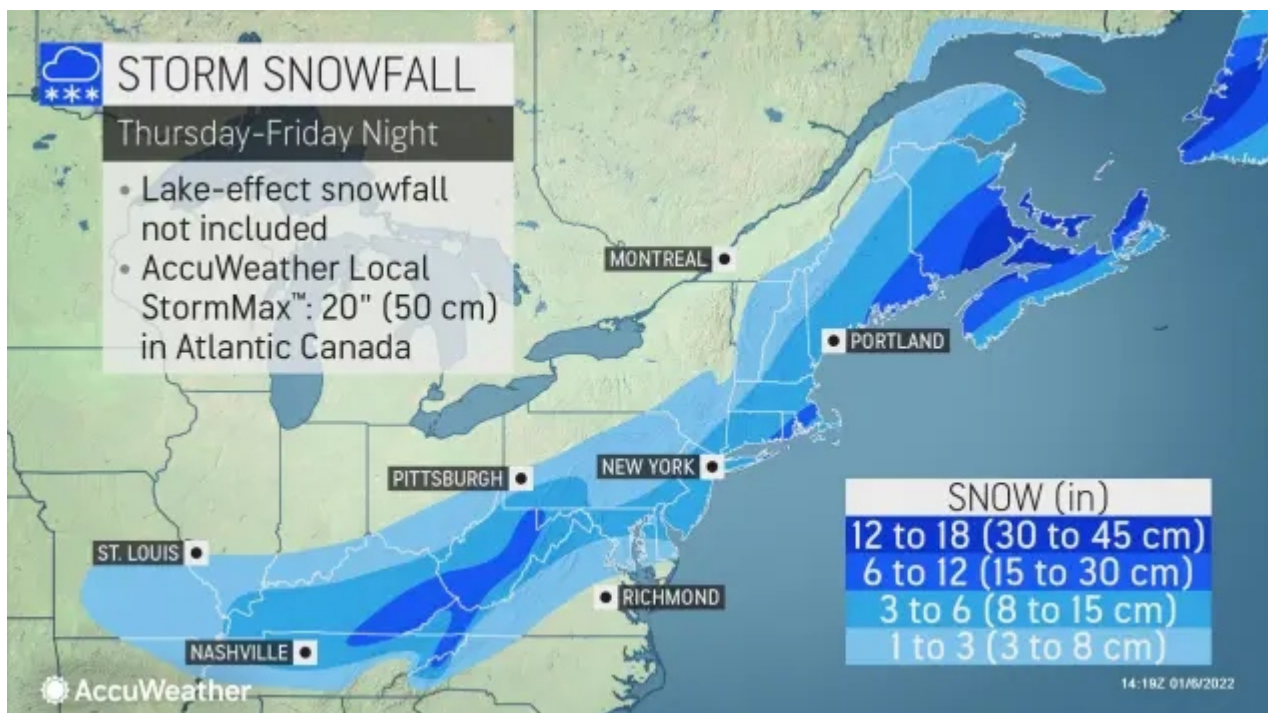 STORM SNOWFALL
Thursday-Friday Night
• Lake-effect snowfall
not included
• AccuWeather Local
StormMax™: 20" (50 cm)
in Atlantic Canada
MONTREAL
PORTLAND
NEW YORK
PITTSBURGH
ST. LOUIS
RICHMOND
NASHVILLE
SNOW (in)
12 to 18 (30 to 45 cm)
6 to 12 (15 to 30 cm)
3 to 6 (8 to 15 cm)
1 to 3 (3 to 8 cm)
AccuWeather
14:19Z 01/6/2022